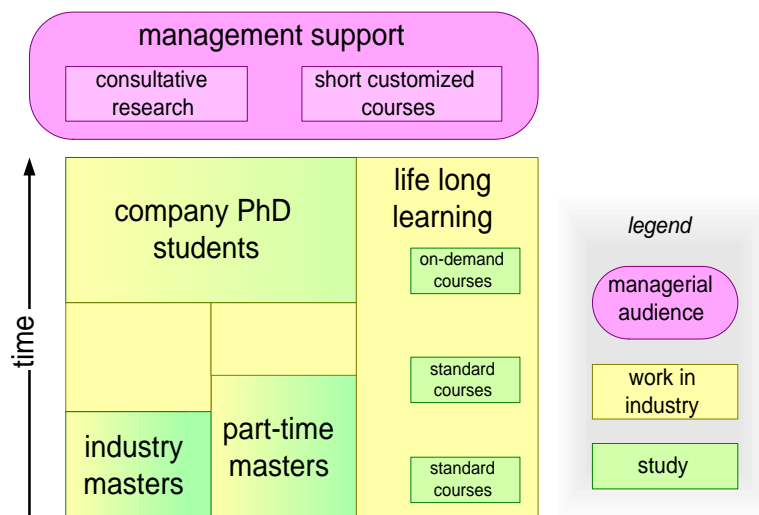 management support
consultative
research
short customized
courses
time
company PhD
students
life long
learning
on-demand
courses
standard
courses
industry
masters
part-time
masters
standard
courses
legend
managerial
audience
work in
industry
study